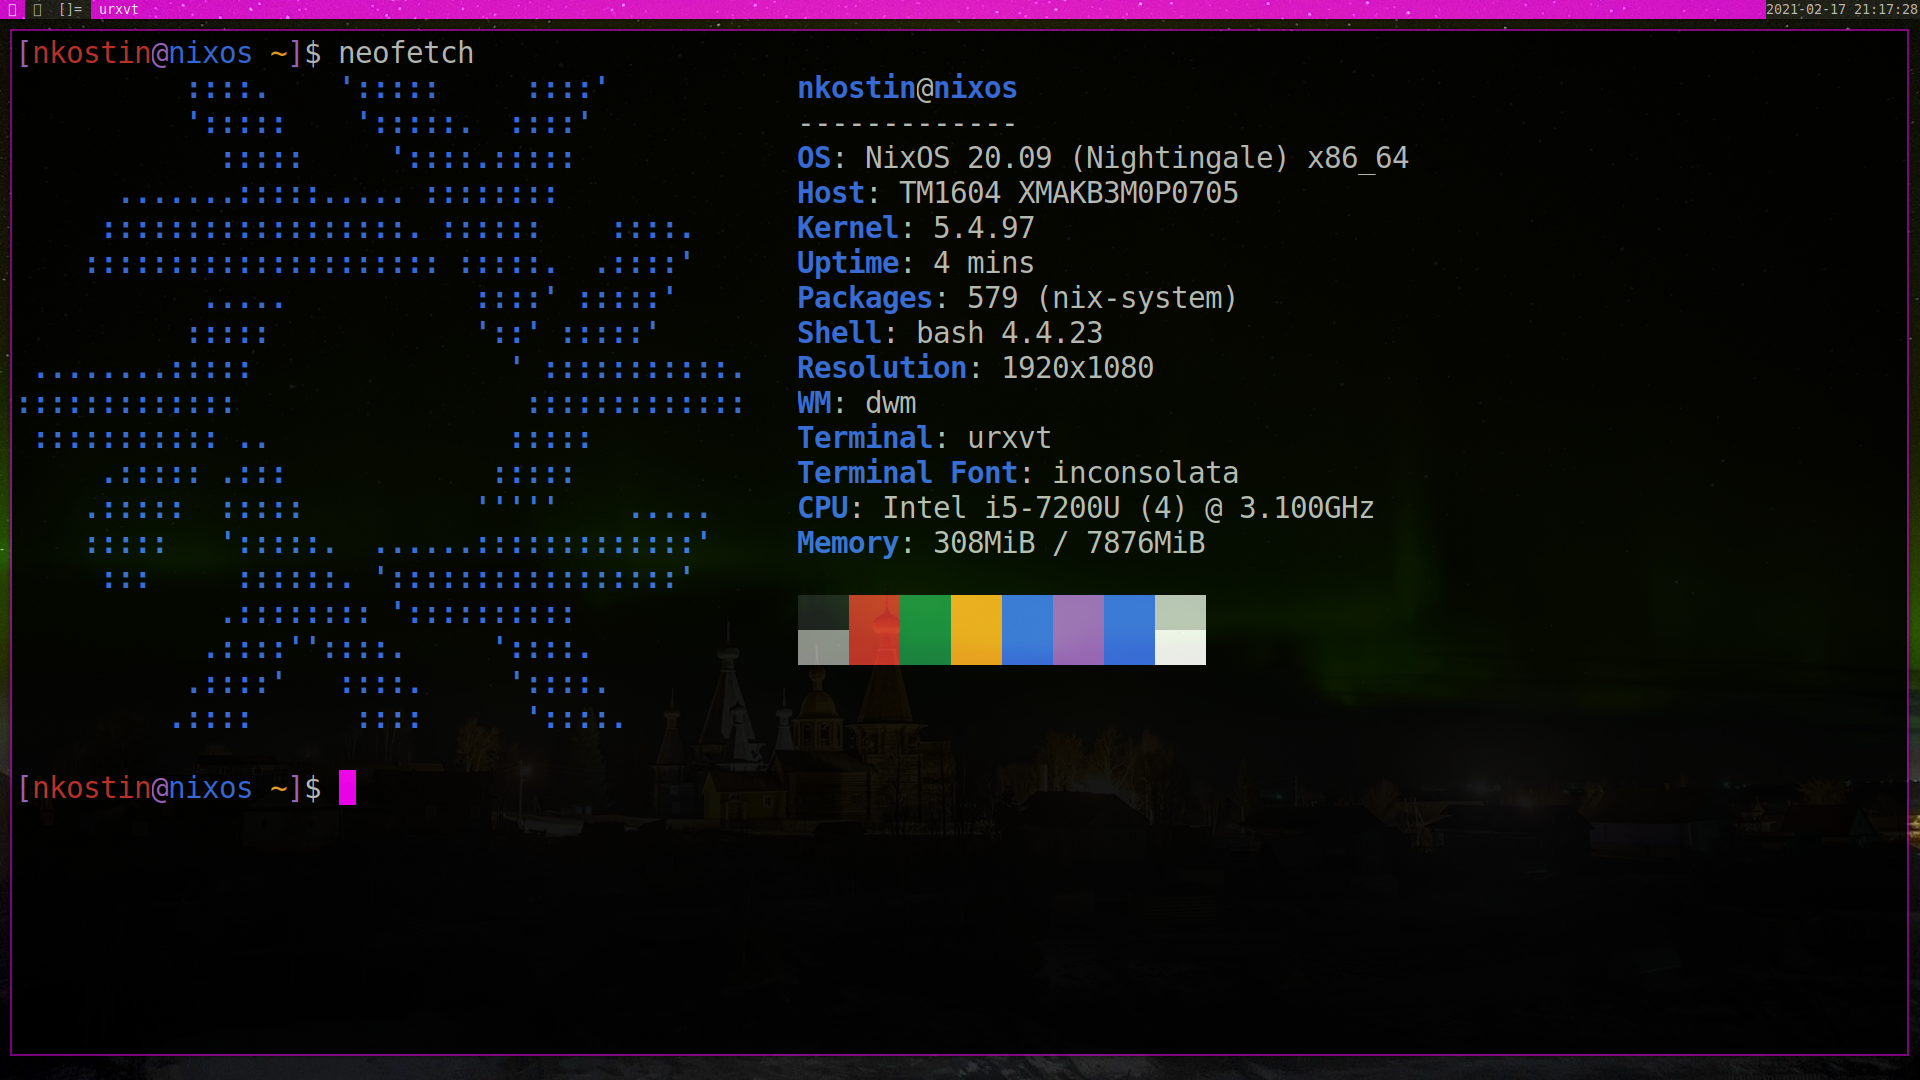 []= urxvt 2021-02-17 21:17:28
[nkostin@nixos ~]$ neofetch
nkostin@nixos
-------------
OS: NixOS 20.09 (Nightingale) x86_64
Host: TM1604 XMAKB3M0P0705
Kernel: 5.4.97
Uptime: 4 mins
Packages: 579 (nix-system)
Shell: bash 4.4.23
Resolution: 1920x1080
WM: dwm
Terminal: urxvt
Terminal Font: inconsolata
CPU: Intel i5-7200U (4) @ 3.100GHz
Memory: 308MiB / 7876MiB
[nkostin@nixos ~]$